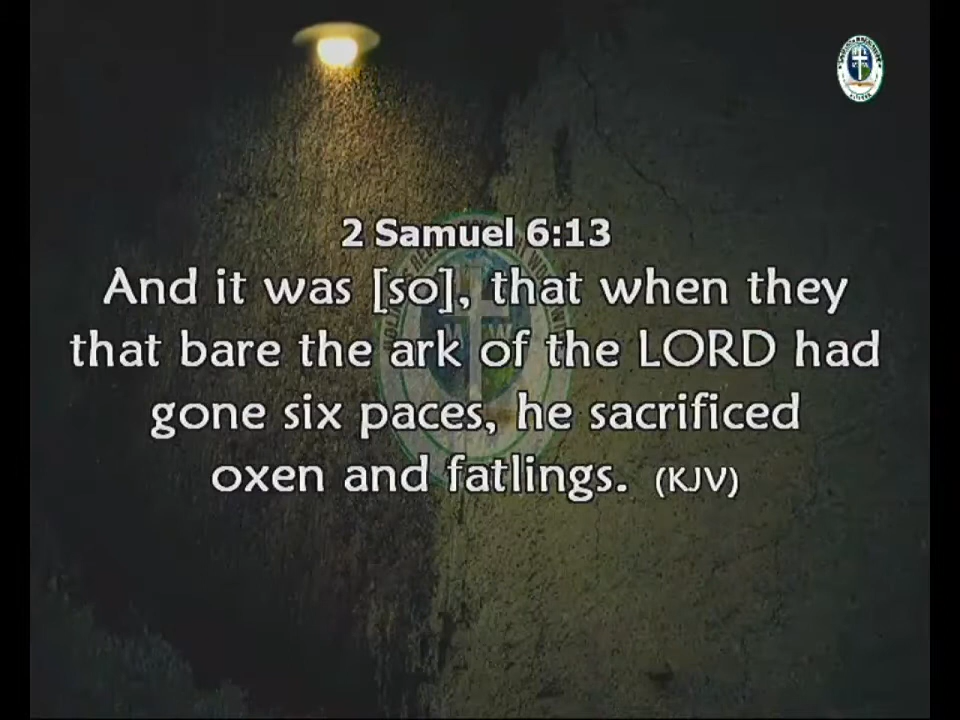 2 Samuel 6:13
And it was [so], that when they
that bare the ark of the LORD had
gone six paces, he sacrificed
oxen and fatlings. (KJV)